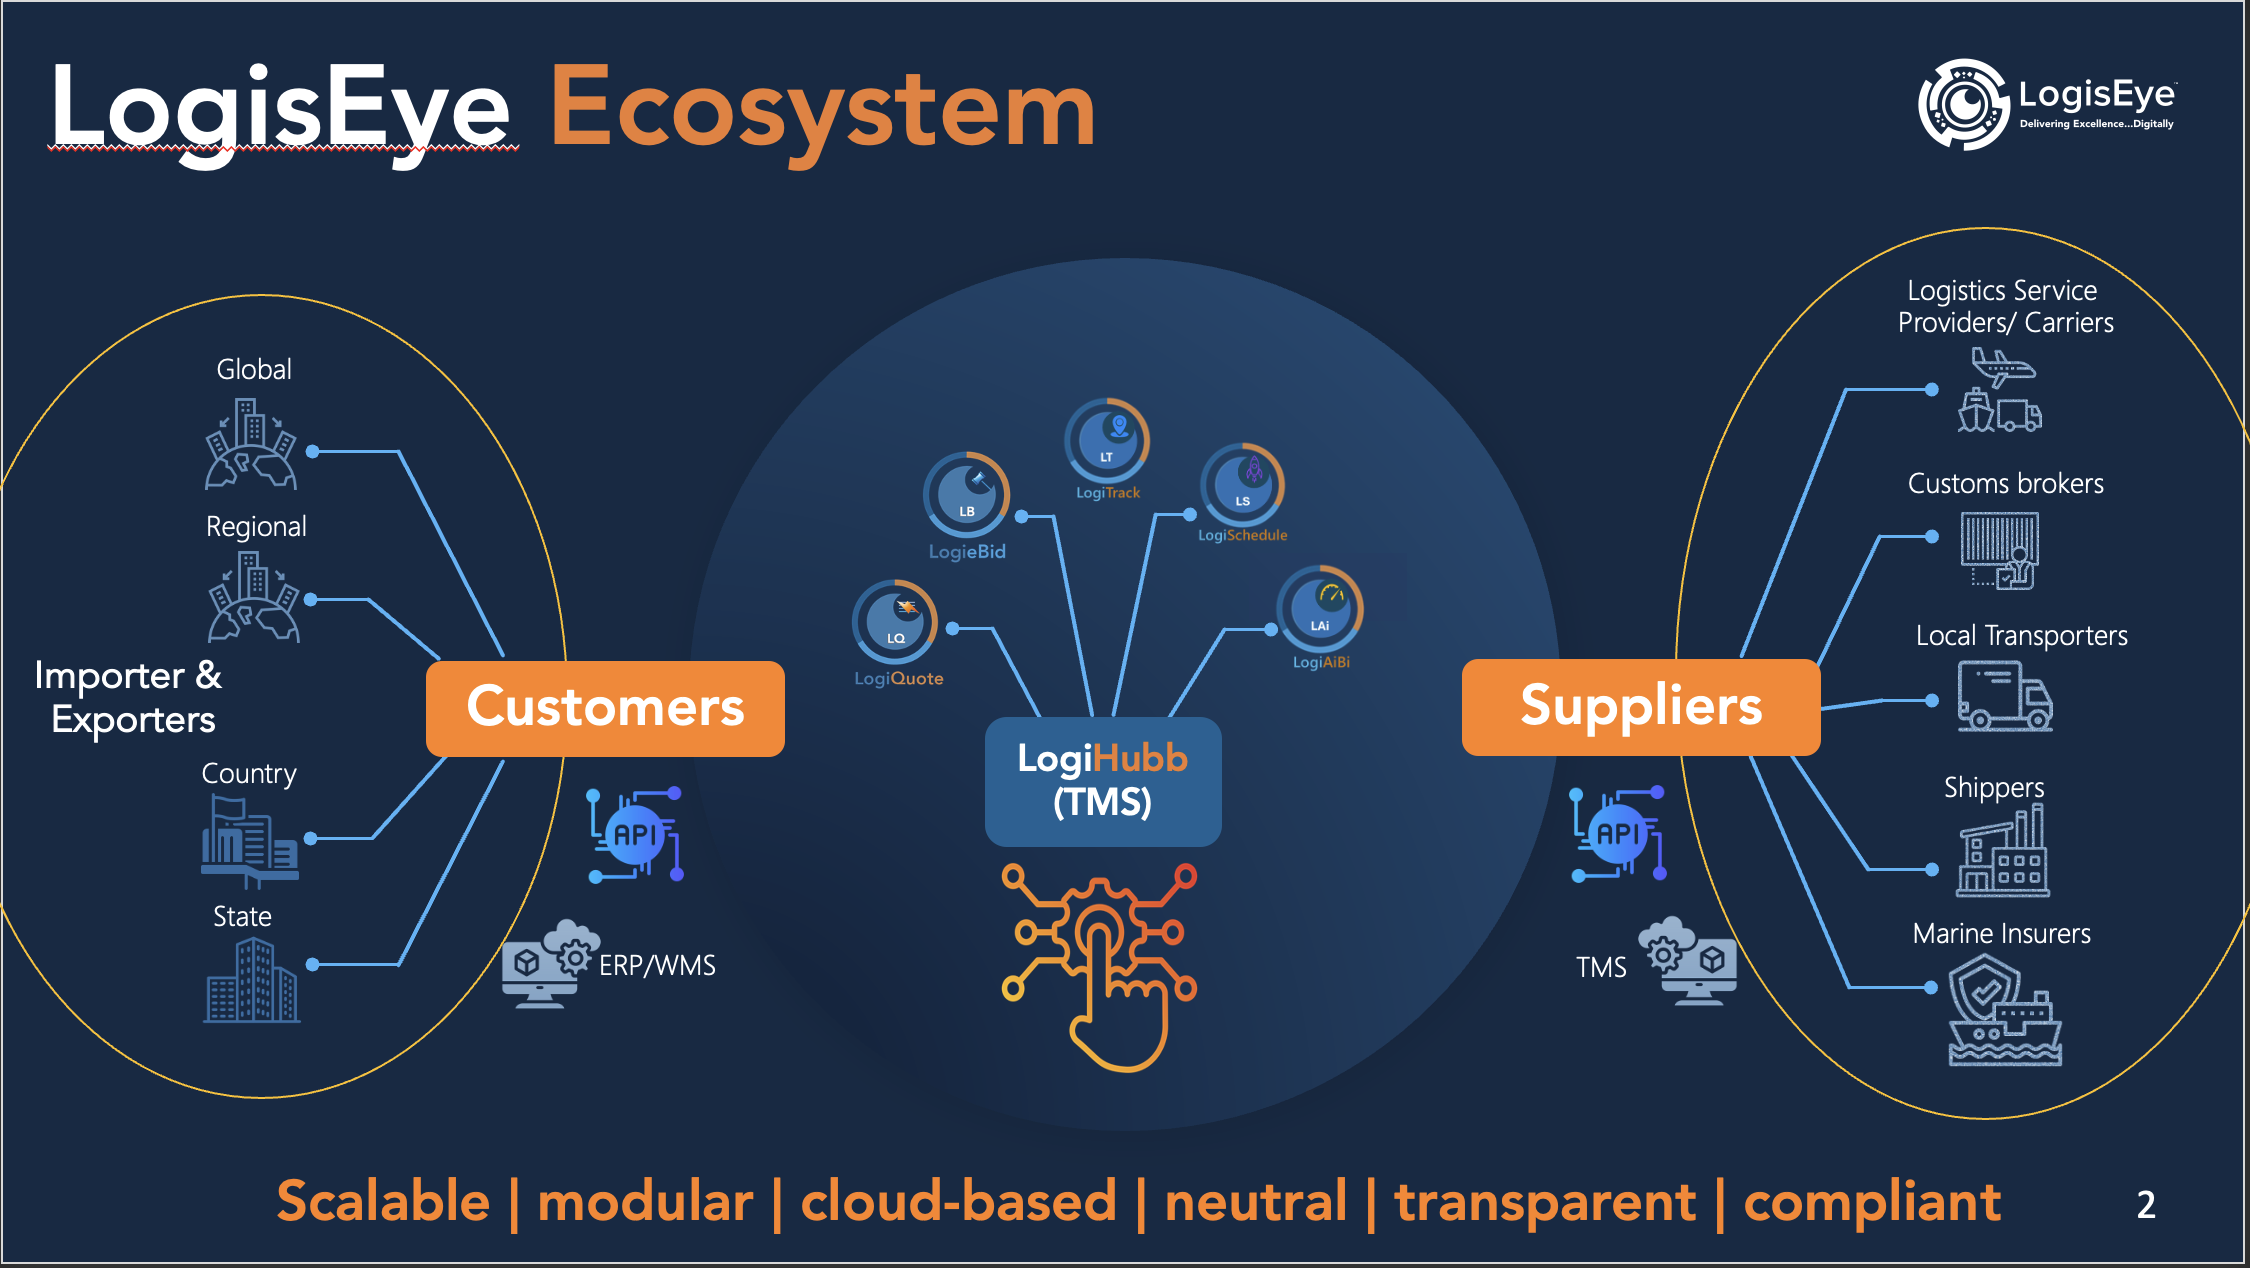 LogisEye Ecosystem
LogisEye
Delivering Excellence...Digitally
Global
Regional
Importer &
Exporters
Country
State
Customers
API
ERP/WMS
LT
LogiTrack
LB
LogieBid
LS
LogiSchedule
LQ
LogiQuote
LAi
LogiAiBi
LogiHubb
(TMS)
Suppliers
API
TMS
Logistics Service
Providers/ Carriers
Customs brokers
Local Transporters
Shippers
Marine Insurers
Scalable | modular | cloud-based | neutral | transparent | compliant
2